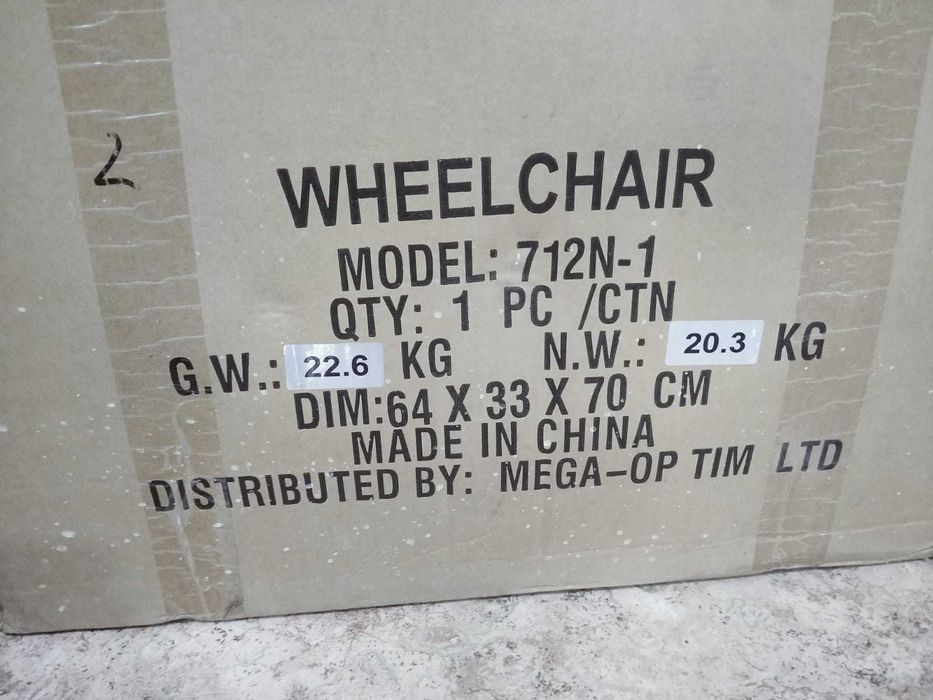 2
WHEELCHAIR
MODEL: 712N-1
QTY: 1 PC /CTN
G.W.: 22.6 KG N.W.: 20.3 KG
DIM:64 X 33 X 70 CM
MADE IN CHINA
DISTRIBUTED BY: MEGA-OP TIM LTD